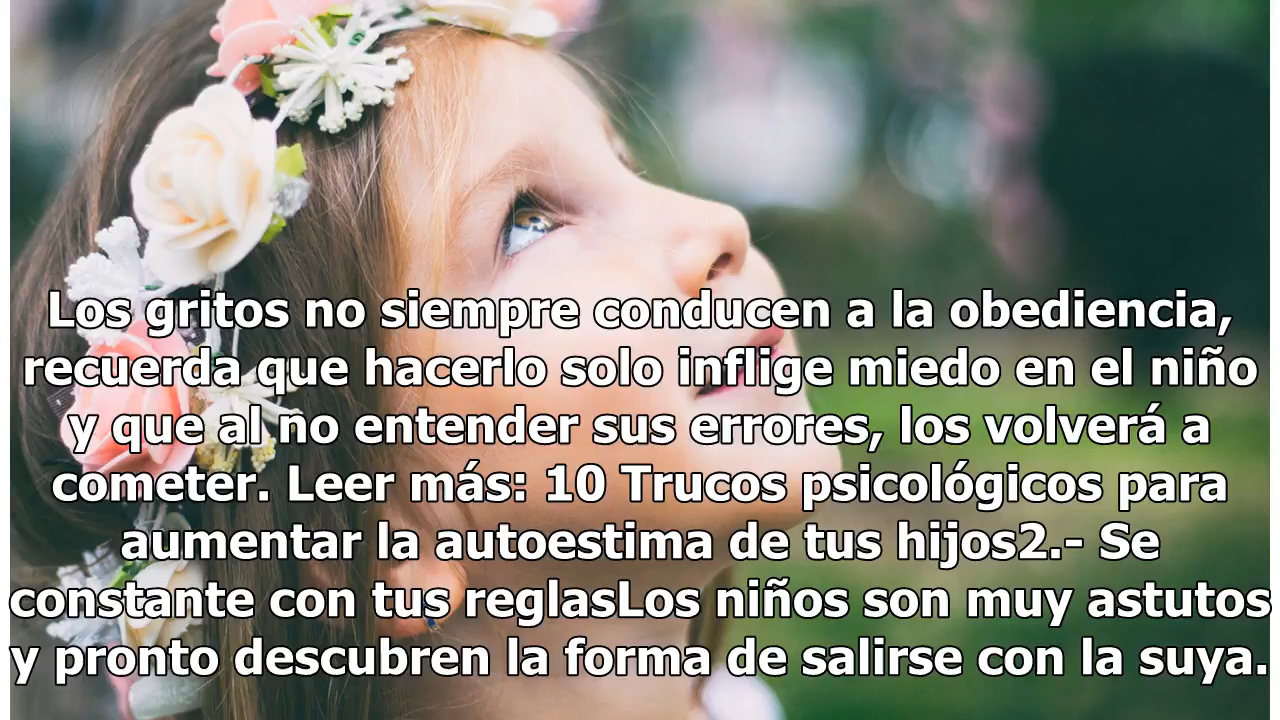 Los gritos no siempre conducen a la obediencia,
recuerda que hacerlo solo inflige miedo en el niño
y que al no entender sus errores, los volverá a
cometer. Leer más: 10 Trucos psicológicos para
aumentar la autoestima de tus hijos2.- Se
constante con tus reglasLos niños son muy astutos
y pronto descubren la forma de salirse con la suya.